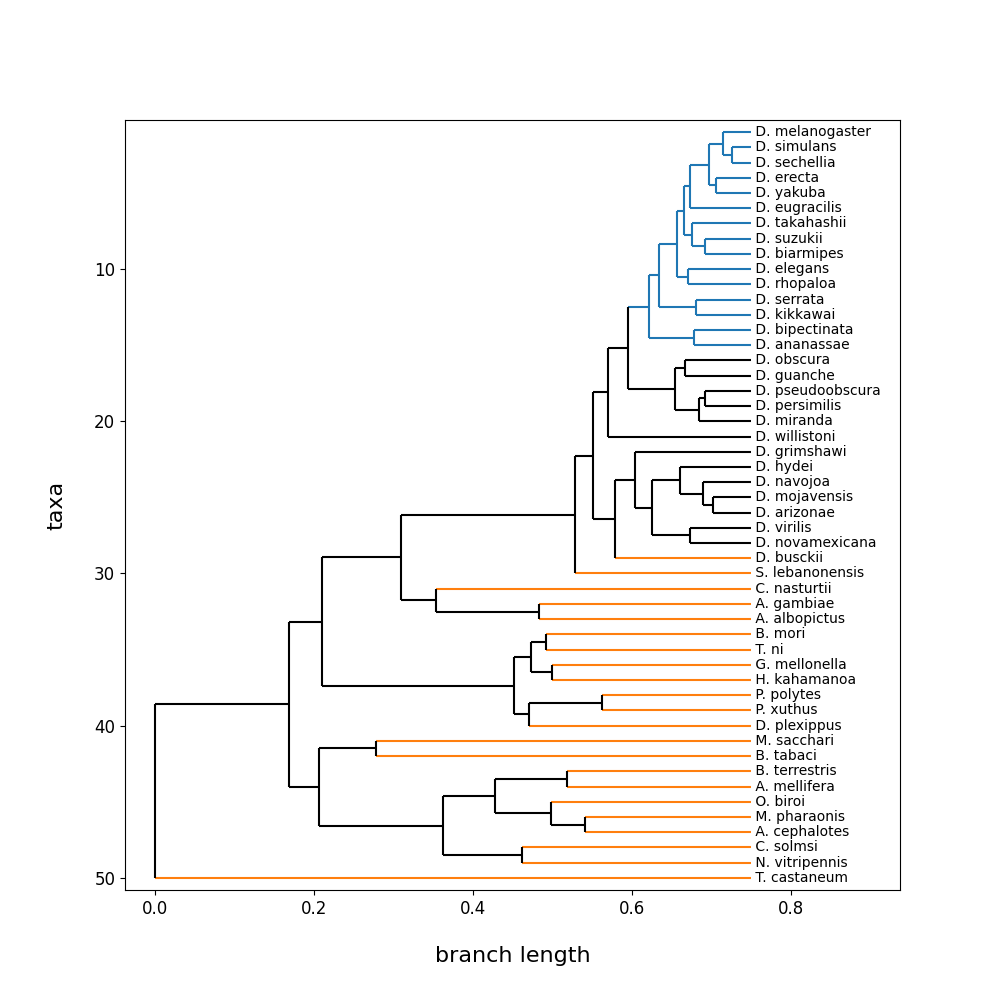 D. melanogaster
D. simulans
D. sechellia
D. erecta
D. yakuba
D. eugracilis
D. takahashii
D. suzukii
D. biarmipes
10
D. elegans
D. rhopaloa
D. serrata
D. kikkawai
D. bipectinata
D. ananassae
D. obscura
D. guanche
D. pseudoobscura
D. persimilis
20
D. miranda
D. willistoni
D. grimshawi
D. hydei
D. navojoa
D. mojavensis
D. arizonae
D. virilis
D. novamexicana
D. busckii
30
S. lebanonensis
C. nasturtii
A. gambiae
A. albopictus
B. mori
T. ni
G. mellonella
H. kahamanoa
P. polytes
P. xuthus
40
D. plexippus
M. sacchari
B. tabaci
B. terrestris
A. mellifera
O. biroi
M. pharaonis
A. cephalotes
C. solmsi
N. vitripennis
50
T. castaneum
taxa
0.0 0.2 0.4 0.6 0.8
branch length